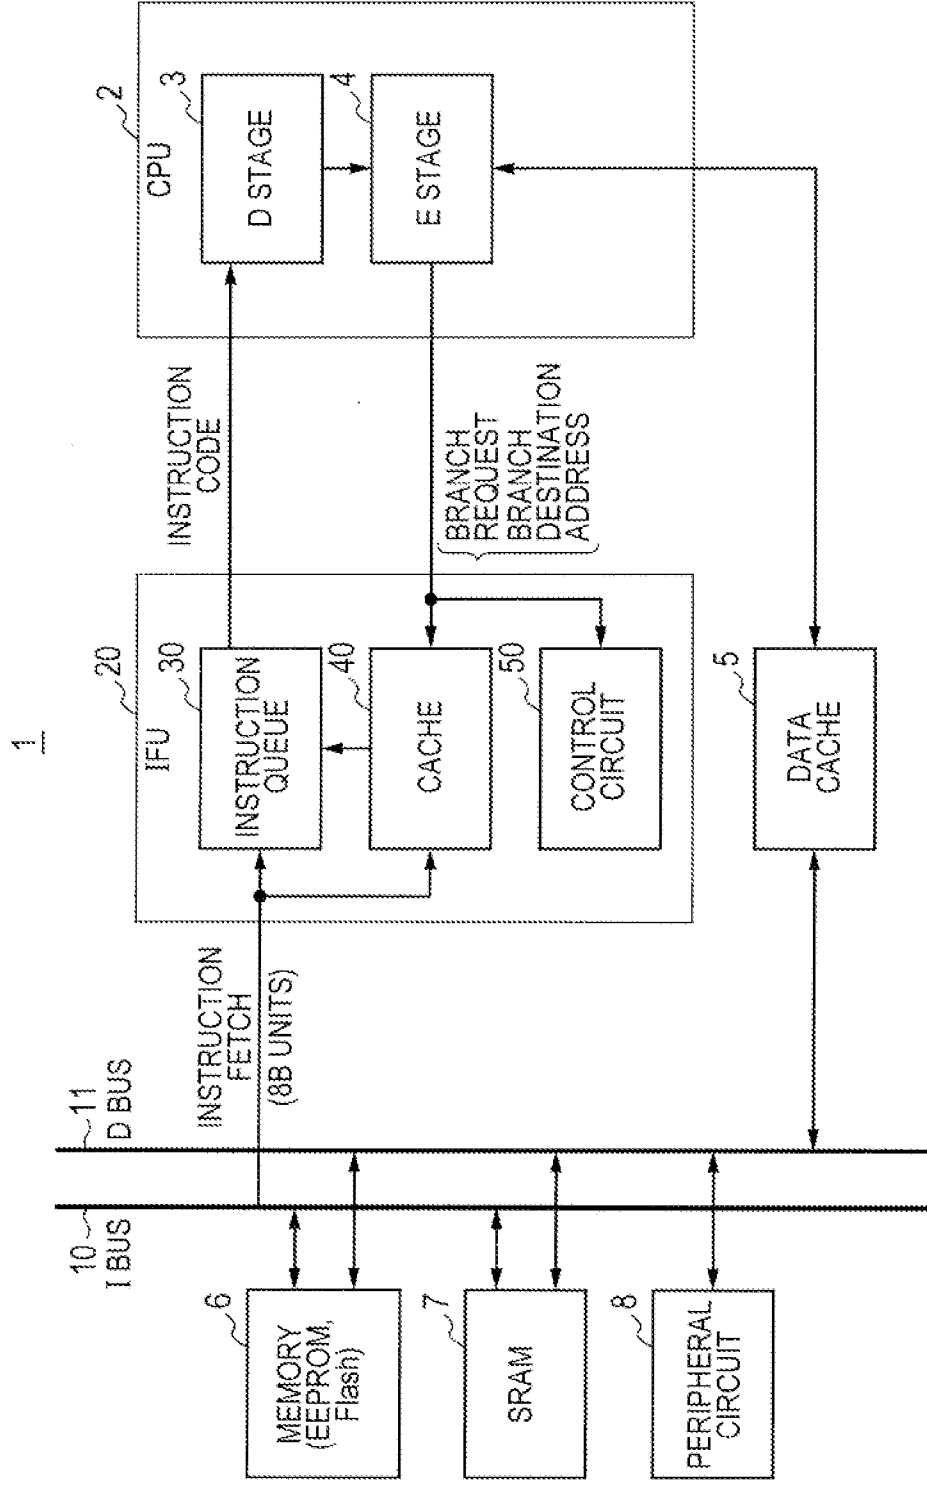 1
2
CPU
3
D STAGE
4
E STAGE
INSTRUCTION
CODE
BRANCH
REQUEST
BRANCH
DESTINATION
ADDRESS
20
IFU
30
INSTRUCTION
QUEUE
40
CACHE
50
CONTROL
CIRCUIT
5
DATA
CACHE
INSTRUCTION
FETCH
(8B UNITS)
11
D BUS
10
I BUS
6
MEMORY
(EEPROM,
Flash)
7
SRAM
8
PERIPHERAL
CIRCUIT